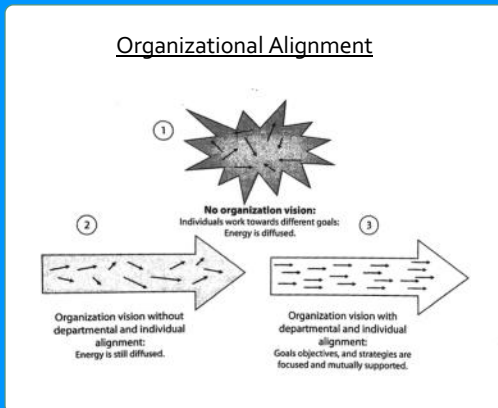 Organizational Alignment
1
No organization vision:
Individuals work towards different goals:
Energy is diffused.
2
Organization vision without
departmental and individual
alignment:
Energy is still diffused.
3
Organization vision with
departmental and individual
alignment:
Goals objectives, and strategies are
focused and mutually supported.